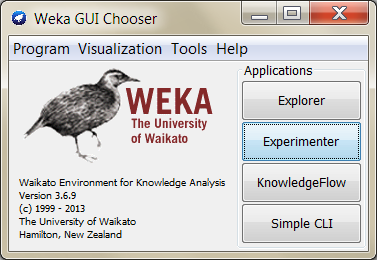 Weka GUI Chooser
Program Visualization Tools Help
WEKA
The University
of Waikato
Waikato Environment for Knowledge Analysis
Version 3.6.9
(c) 1999 - 2013
The University of Waikato
Hamilton, New Zealand
Applications
Explorer
Experimenter
KnowledgeFlow
Simple CLI